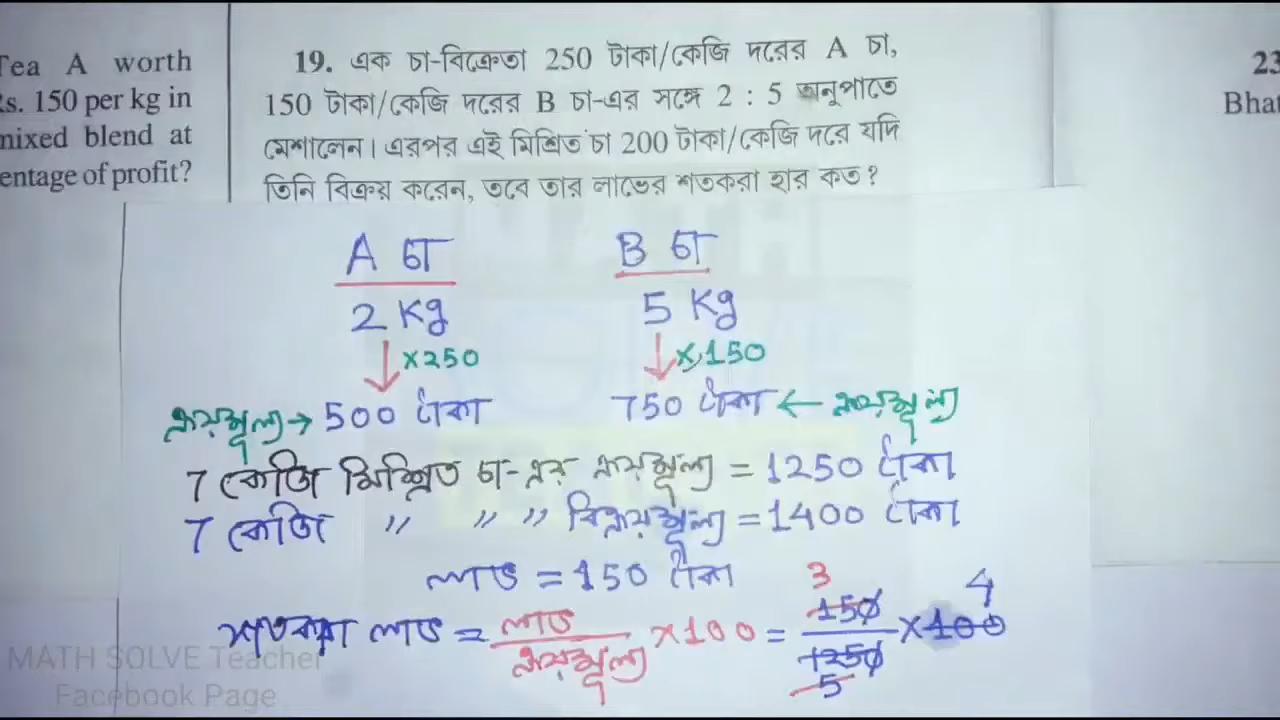 Tea A worth
Rs. 150 per kg in
mixed blend at
entage of profit?
19. এক চা-বিক্রেতা 250 টাকা/কেজি দরের A চা,
150 টাকা/কেজি দরের B চা-এর সঙ্গে 2 : 5 অনুপাতে
মেশালেন। এরপর এই মিশ্রিত চা 200 টাকা/কেজি দরে যদি
তিনি বিক্রয় করেন, তবে তার লাভের শতকরা হার কত?
23
Bhat
A চা B চা
2 Kg 5 Kg
×250 ×150
ক্রয়মূল্য → 500 টাকা 750 টাকা ← ক্রয়মূল্য
7 কেজি মিশ্রিত চা-এর ক্রয়মূল্য = 1250 টাকা
7 কেজি " " " বিক্রয়মূল্য = 1400 টাকা
লাভ = 150 টাকা
শতকরা লাভ = লাভ/ক্রয়মূল্য ×100 = 150/1250 ×100
3 4
5
MATH SOLVE Teacher
Facebook Page